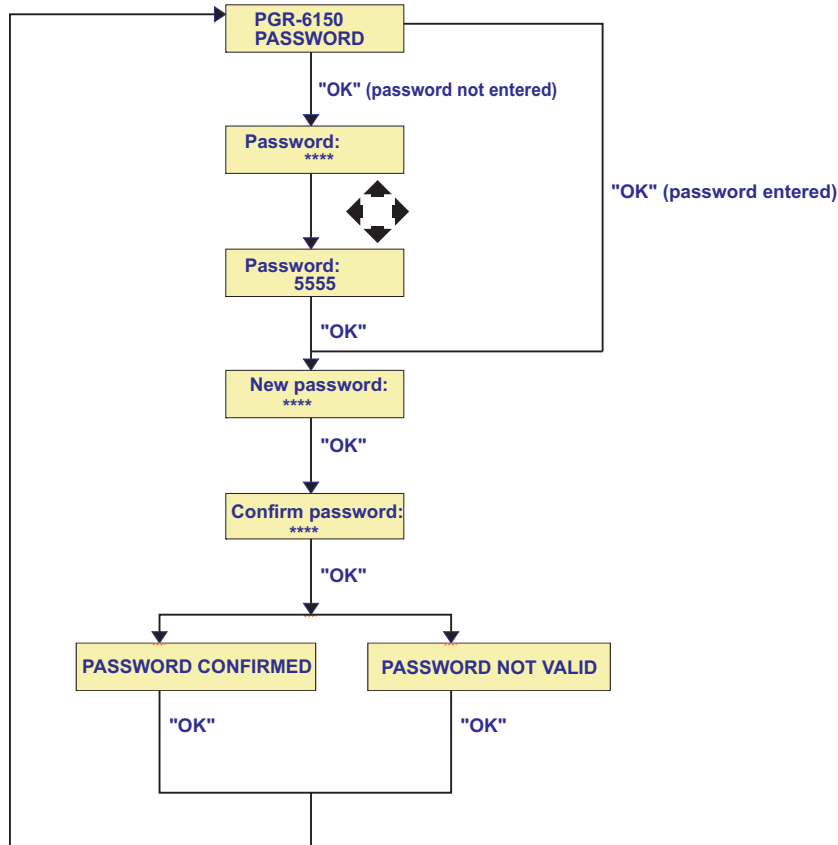 PGR-6150
PASSWORD
"OK" (password not entered)
Password:
****
"OK" (password entered)
Password:
5555
"OK"
New password:
****
"OK"
Confirm password:
****
"OK"
PASSWORD CONFIRMED
PASSWORD NOT VALID
"OK"
"OK"